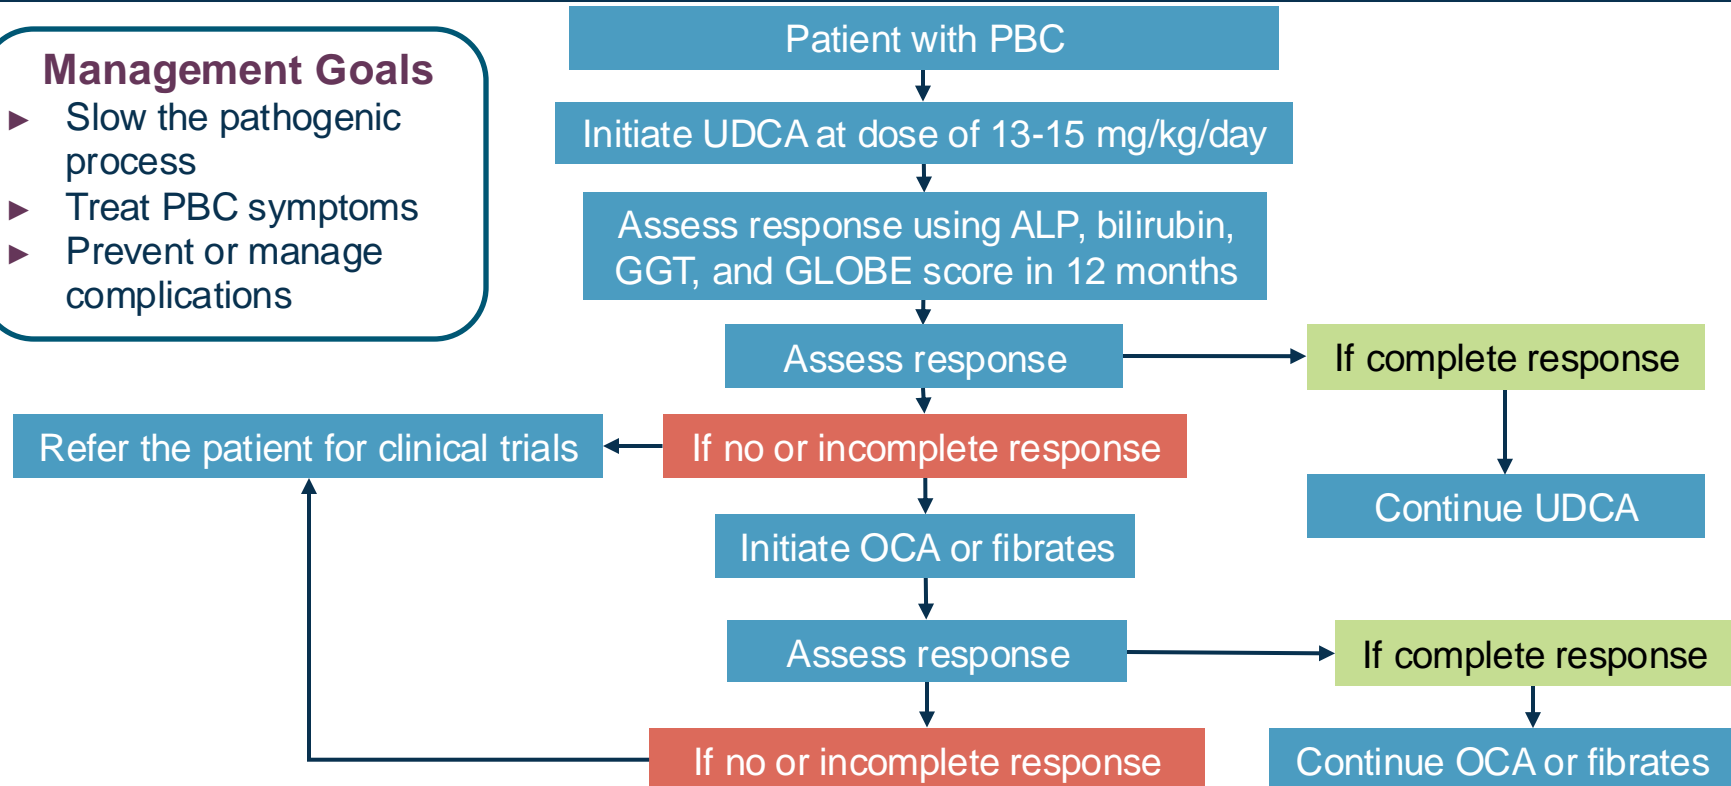 Management Goals
► Slow the pathogenic
process
► Treat PBC symptoms
► Prevent or manage
complications
Patient with PBC
Initiate UDCA at dose of 13-15 mg/kg/day
Assess response using ALP, bilirubin,
GGT, and GLOBE score in 12 months
Assess response
If complete response
Refer the patient for clinical trials
If no or incomplete response
Continue UDCA
Initiate OCA or fibrates
Assess response
If complete response
If no or incomplete response
Continue OCA or fibrates